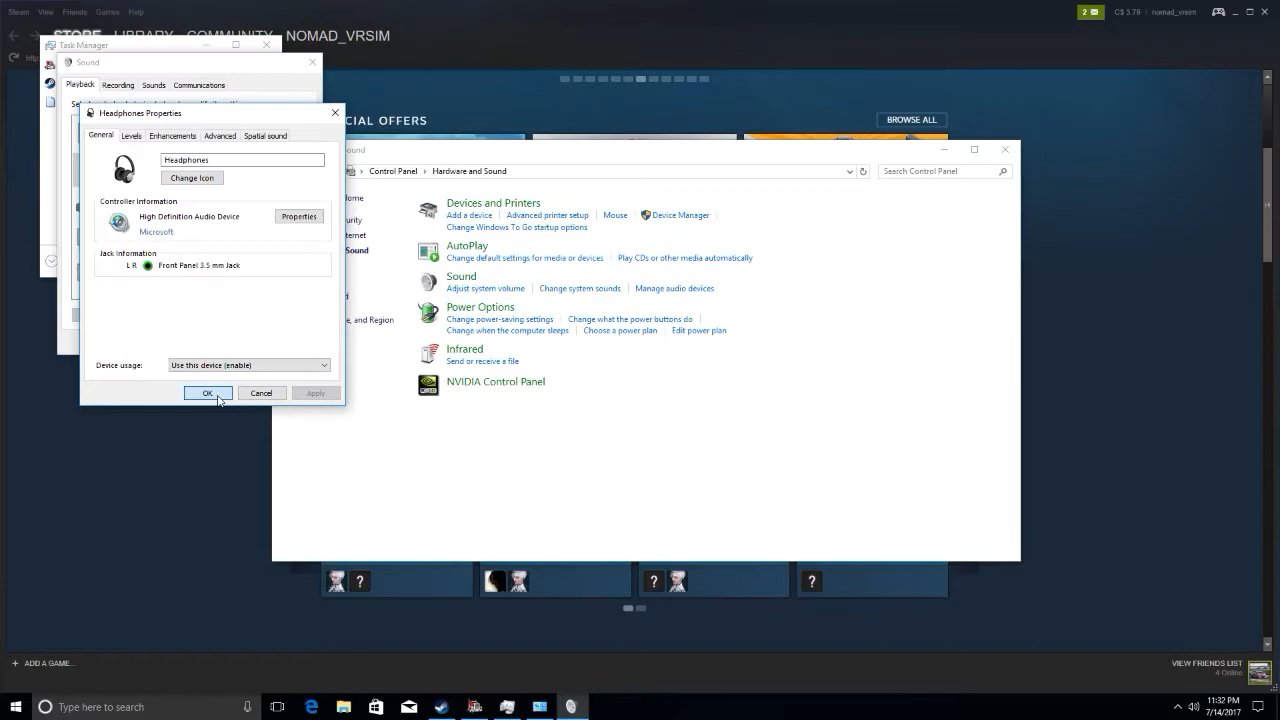 Steam View Friends Games Help
2 C$ 3.79 nomad_vrsim
STORE LIBRARY COMMUNITY NOMAD_VRSIM
Task Manager
Sound
Playback Recording Sounds Communications
Headphones Properties
General Levels Enhancements Advanced Spatial sound
Headphones
Change Icon
Controller Information
High Definition Audio Device Properties
Microsoft
Jack Information
L R Front Panel 3.5 mm Jack
Device usage: Use this device (enable)
OK Cancel Apply
CIAL OFFERS BROWSE ALL
ound
Control Panel Hardware and Sound Search Control Panel
ome
urity
ternet
ound
d
e, and Region
Devices and Printers
Add a device Advanced printer setup Mouse Device Manager
Change Windows To Go startup options
AutoPlay
Change default settings for media or devices Play CDs or other media automatically
Sound
Adjust system volume Change system sounds Manage audio devices
Power Options
Change power-saving settings Change what the power buttons do
Change when the computer sleeps Choose a power plan Edit power plan
Infrared
Send or receive a file
NVIDIA Control Panel
? ? ?
+ ADD A GAME...
VIEW FRIENDS LIST
4 Online
Type here to search
11:32 PM
7/14/2017